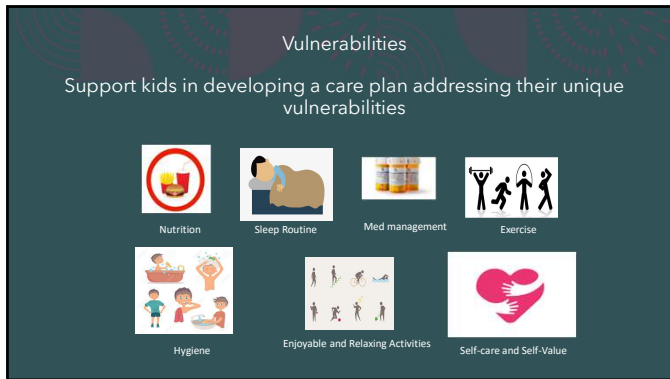 Vulnerabilities
Support kids in developing a care plan addressing their unique
vulnerabilities
Nutrition
Sleep Routine
Med management
Exercise
Hygiene
Enjoyable and Relaxing Activities
Self-care and Self-Value